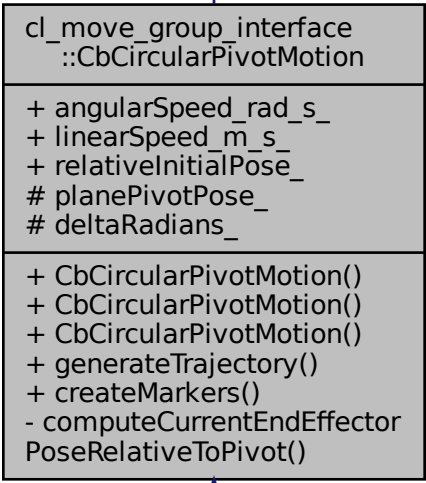 cl_move_group_interface
::CbCircularPivotMotion
+ angularSpeed_rad_s_
+ linearSpeed_m_s_
+ relativeInitialPose_
# planePivotPose_
# deltaRadians_
+ CbCircularPivotMotion()
+ CbCircularPivotMotion()
+ CbCircularPivotMotion()
+ generateTrajectory()
+ createMarkers()
- computeCurrentEndEffector
PoseRelativeToPivot()